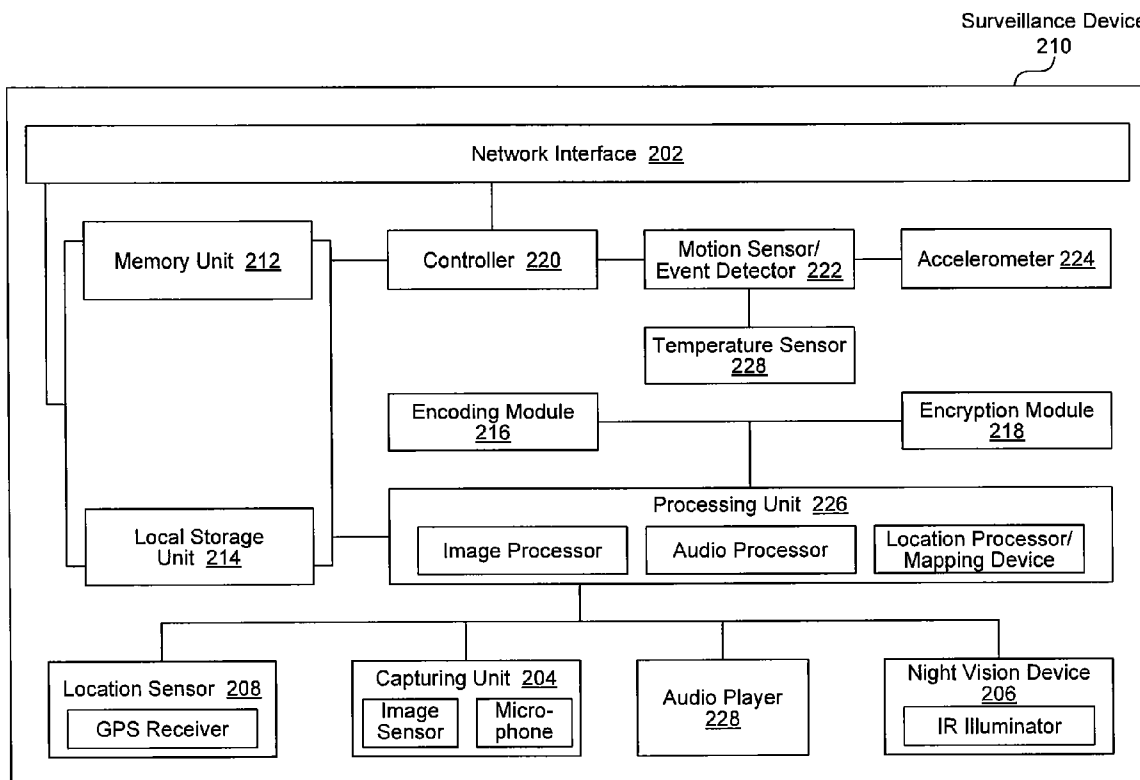 Surveillance Device
210
Network Interface 202
Memory Unit 212
Controller 220
Motion Sensor/
Event Detector 222
Accelerometer 224
Temperature Sensor
228
Encoding Module
216
Encryption Module
218
Processing Unit 226
Local Storage
Unit 214
Image Processor
Audio Processor
Location Processor/
Mapping Device
Location Sensor 208
GPS Receiver
Capturing Unit 204
Image
Sensor
Micro-
phone
Audio Player
228
Night Vision Device
206
IR Illuminator